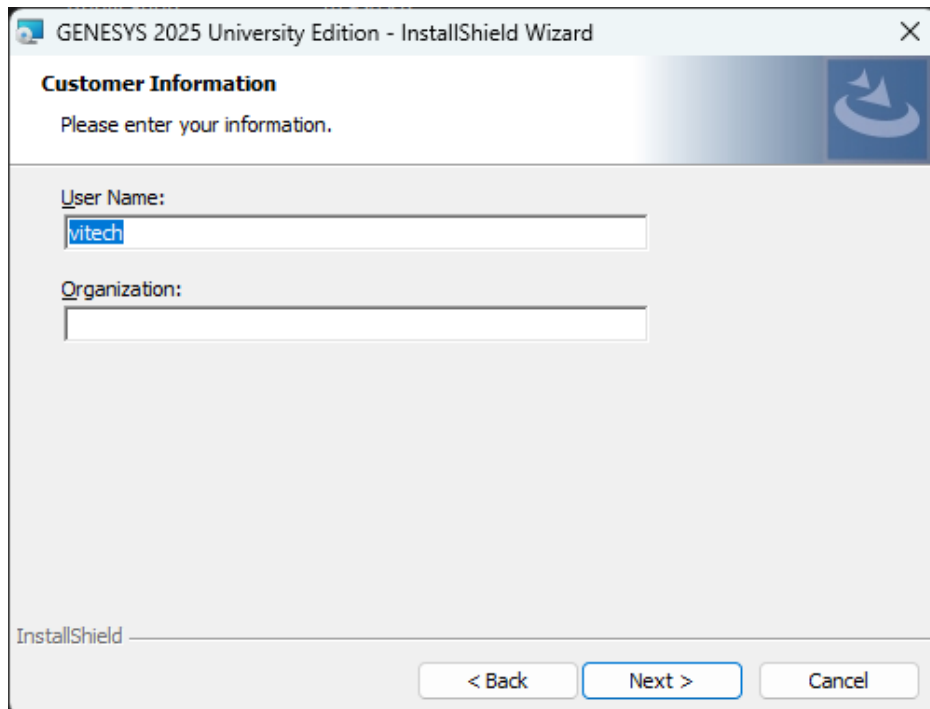 GENESYS 2025 University Edition - InstallShield Wizard
Customer Information
Please enter your information.
User Name:
vitech
Organization:
InstallShield
< Back
Next >
Cancel